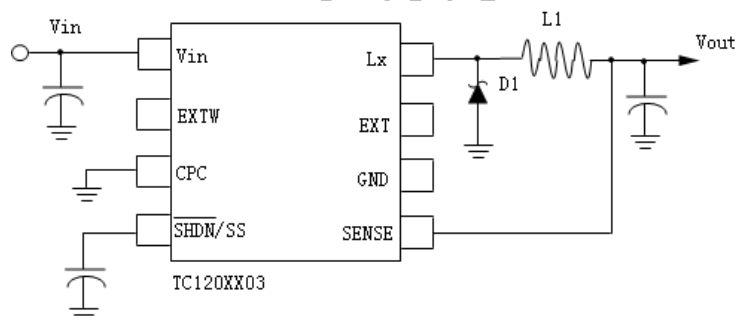 L1
Vin
Vout
Vin
Lx
D1
EXTW
EXT
CPC
GND
SHDN/SS
SENSE
TC120XX03